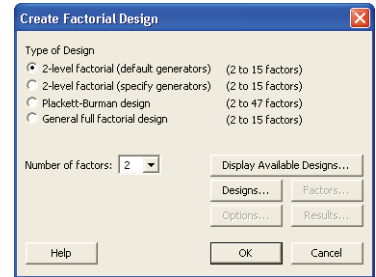 Create Factorial Design
Type of Design
2-level factorial (default generators) (2 to 15 factors)
2-level factorial (specify generators) (2 to 15 factors)
Plackett-Burman design (2 to 47 factors)
General full factorial design (2 to 15 factors)
Number of factors: 2 Display Available Designs...
Designs... Factors...
Options... Results...
Help OK Cancel